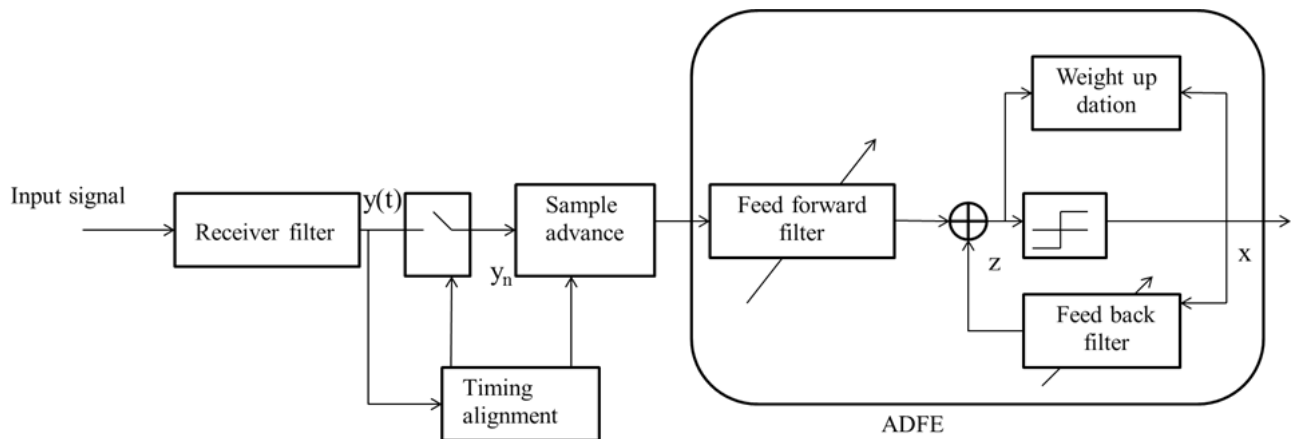 Input signal
Receiver filter
y(t)
yn
Sample
advance
Timing
alignment
Feed forward
filter
z
Weight up
dation
x
Feed back
filter
ADFE